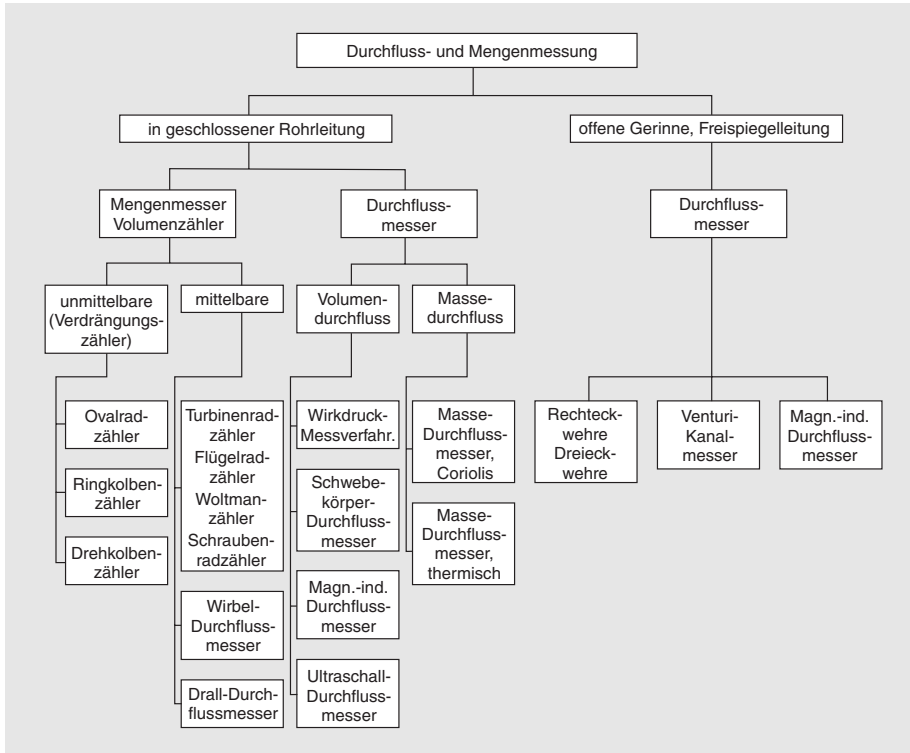 Durchfluss- und Mengenmessung
in geschlossener Rohrleitung
offene Gerinne, Freispiegelleitung
Mengenmesser
Volumenzähler
Durchfluss-
messer
Durchfluss-
messer
unmittelbare
(Verdrängungs-
zähler)
mittelbare
Volumen-
durchfluss
Masse-
durchfluss
Ovalrad-
zähler
Ringkolben-
zähler
Drehkolben-
zähler
Turbinenrad-
zähler
Flügelrad-
zähler
Woltman-
zähler
Schrauben-
radzähler
Wirbel-
Durchfluss-
messer
Drall-Durch-
flussmesser
Wirkdruck-
Messverfahr.
Schwebe-
körper-
Durchfluss-
messer
Magn.-ind.
Durchfluss-
messer
Ultraschall-
Durchfluss-
messer
Masse-
Durchfluss-
messer,
Coriolis
Masse-
Durchfluss-
messer,
thermisch
Rechteck-
wehre
Dreieck-
wehre
Venturi-
Kanal-
messer
Magn.-ind.
Durchfluss-
messer